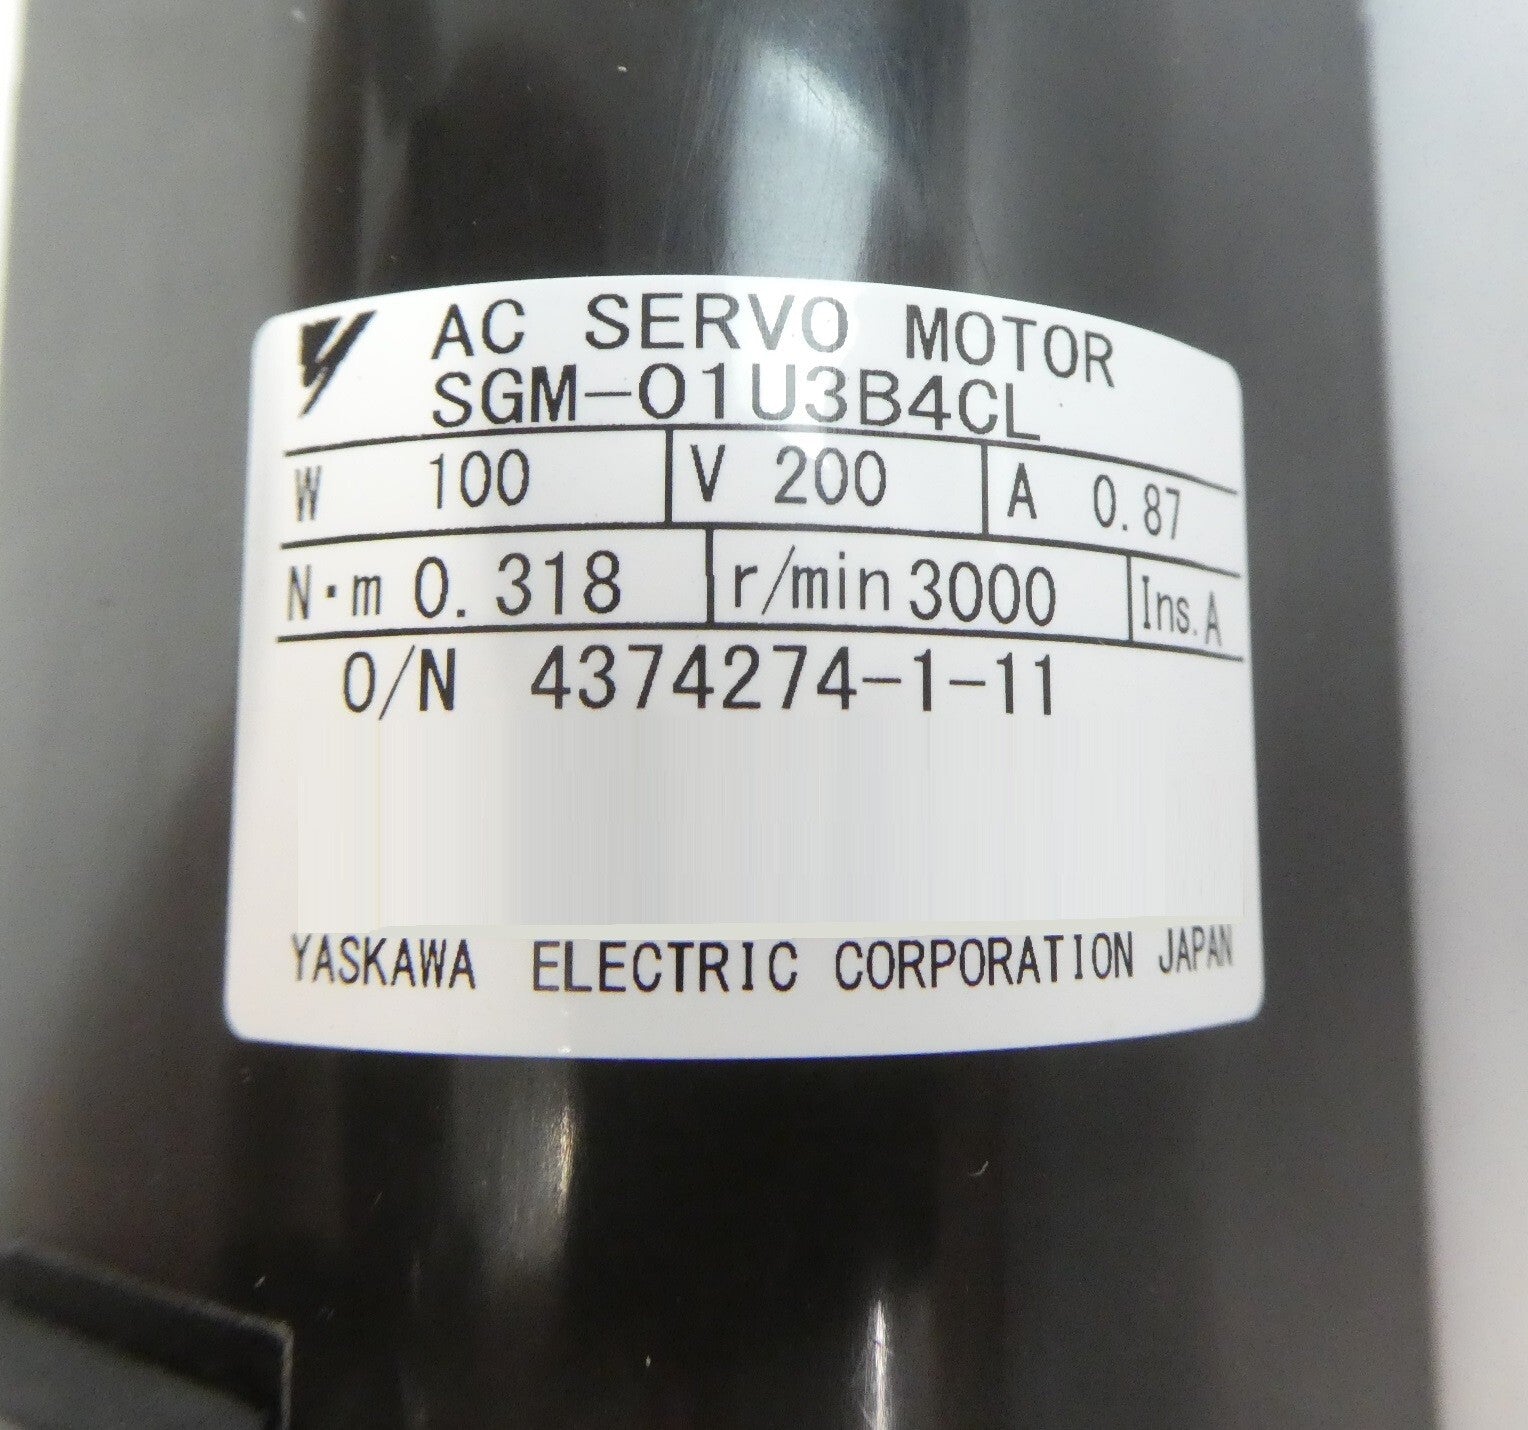 AC SERVO MOTOR
SGM-01U3B4CL
W 100 V 200 A 0.87
N·m 0.318 r/min 3000 Ins. A
O/N 4374274-1-11
YASKAWA ELECTRIC CORPORATION JAPAN